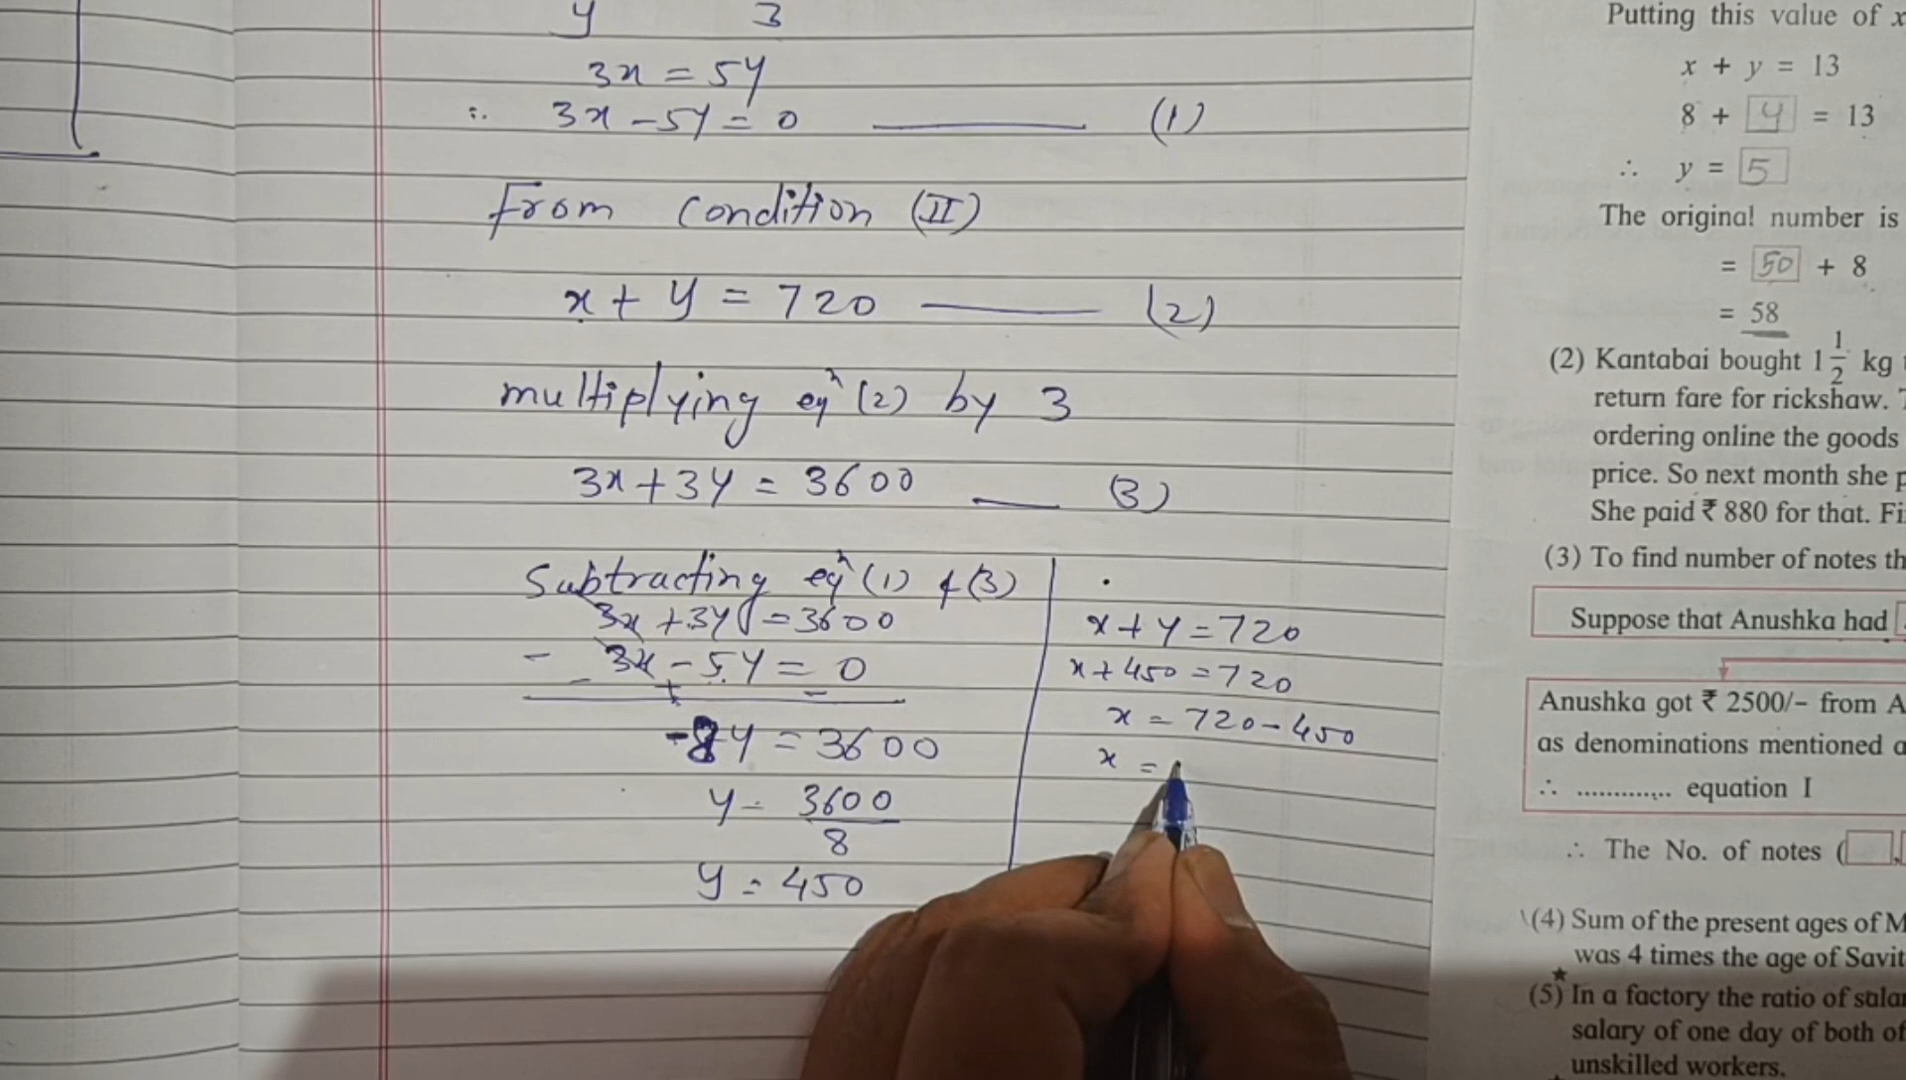 y 3
3x = 5y
∴ 3x - 5y = 0 (1)
From condition (II)
x + y = 720 (2)
multiplying eqⁿ (2) by 3
3x + 3y = 3600 (3)
Subtracting eqⁿ (1) & (3)
3x + 3y = 3600
- 3x - 5y = 0
- + -
-8y = 3600
y = 3600
8
y = 450
x + y = 720
x + 450 = 720
x = 720 - 450
x =
Putting this value of x
x + y = 13
8 + y = 13
∴ y = 5
The original number is
= 50 + 8
= 58
(2) Kantabai bought 1 1/2 kg
return fare for rickshaw.
ordering online the goods
price. So next month she
She paid ₹ 880 for that.
(3) To find number of notes
Suppose that Anushka had
Anushka got ₹ 2500/- from
as denominations mentioned
∴ ............. equation I
∴ The No. of notes (
(4) Sum of the present ages of
was 4 times the age of
★
(5) In a factory the ratio of
salary of one day of both of
unskilled workers.